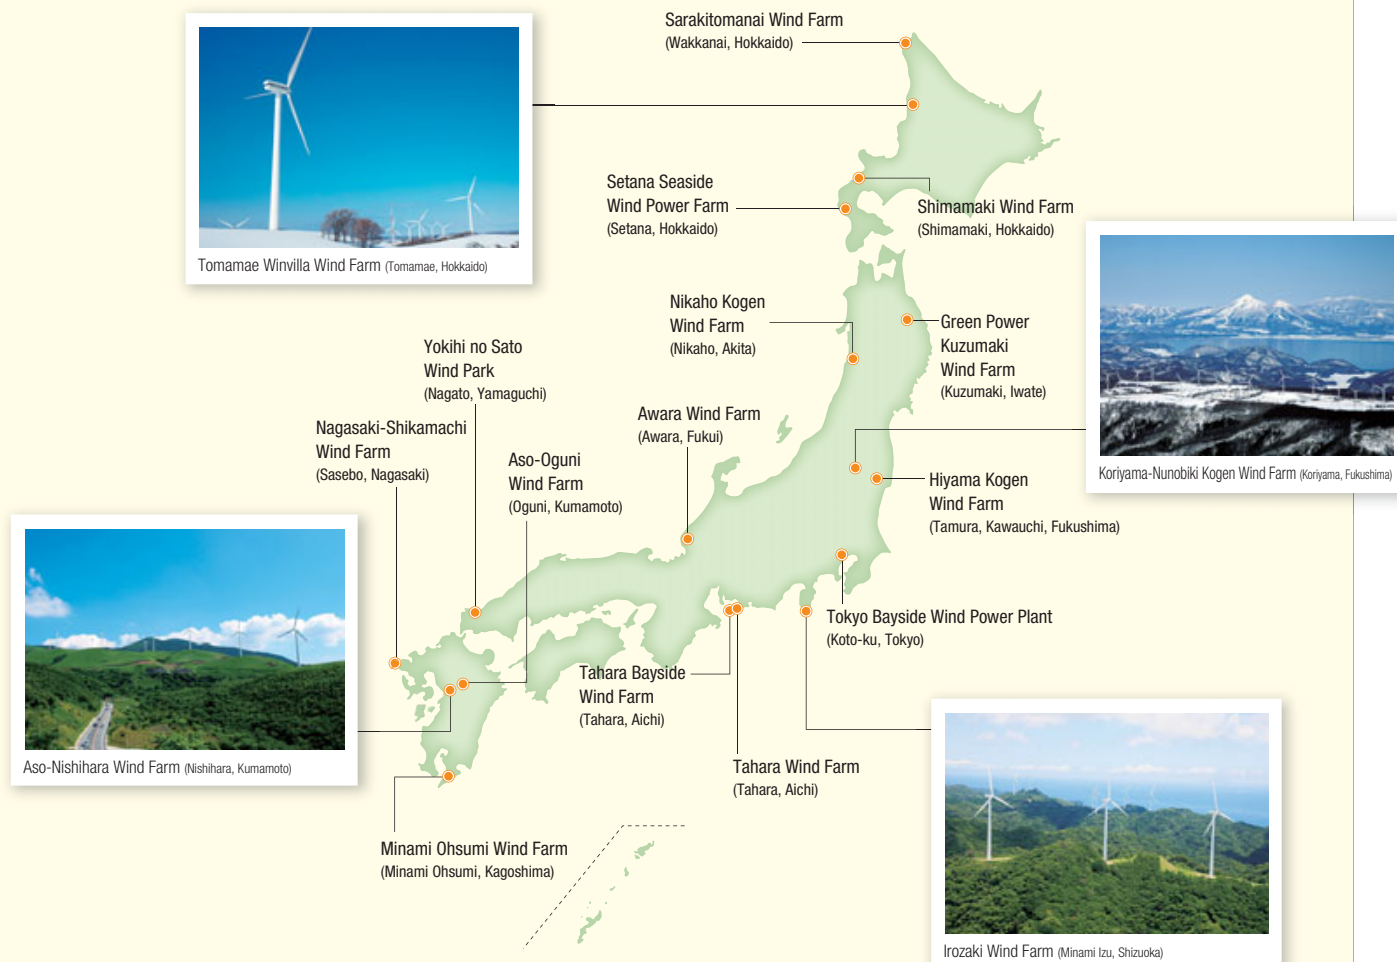 Sarakitomanai Wind Farm
(Wakkanai, Hokkaido)
Tomamae Winvilla Wind Farm (Tomamae, Hokkaido)
Setana Seaside
Wind Power Farm
(Setana, Hokkaido)
Shimamaki Wind Farm
(Shimamaki, Hokkaido)
Nikaho Kogen
Wind Farm
(Nikaho, Akita)
Green Power
Kuzumaki
Wind Farm
(Kuzumaki, Iwate)
Koriyama-Nunobiki Kogen Wind Farm (Koriyama, Fukushima)
Yokihi no Sato
Wind Park
(Nagato, Yamaguchi)
Awara Wind Farm
(Awara, Fukui)
Nagasaki-Shikamachi
Wind Farm
(Sasebo, Nagasaki)
Aso-Oguni
Wind Farm
(Oguni, Kumamoto)
Hiyama Kogen
Wind Farm
(Tamura, Kawauchi, Fukushima)
Tokyo Bayside Wind Power Plant
(Koto-ku, Tokyo)
Tahara Bayside
Wind Farm
(Tahara, Aichi)
Aso-Nishihara Wind Farm (Nishihara, Kumamoto)
Tahara Wind Farm
(Tahara, Aichi)
Minami Ohsumi Wind Farm
(Minami Ohsumi, Kagoshima)
Irozaki Wind Farm (Minami Izu, Shizuoka)